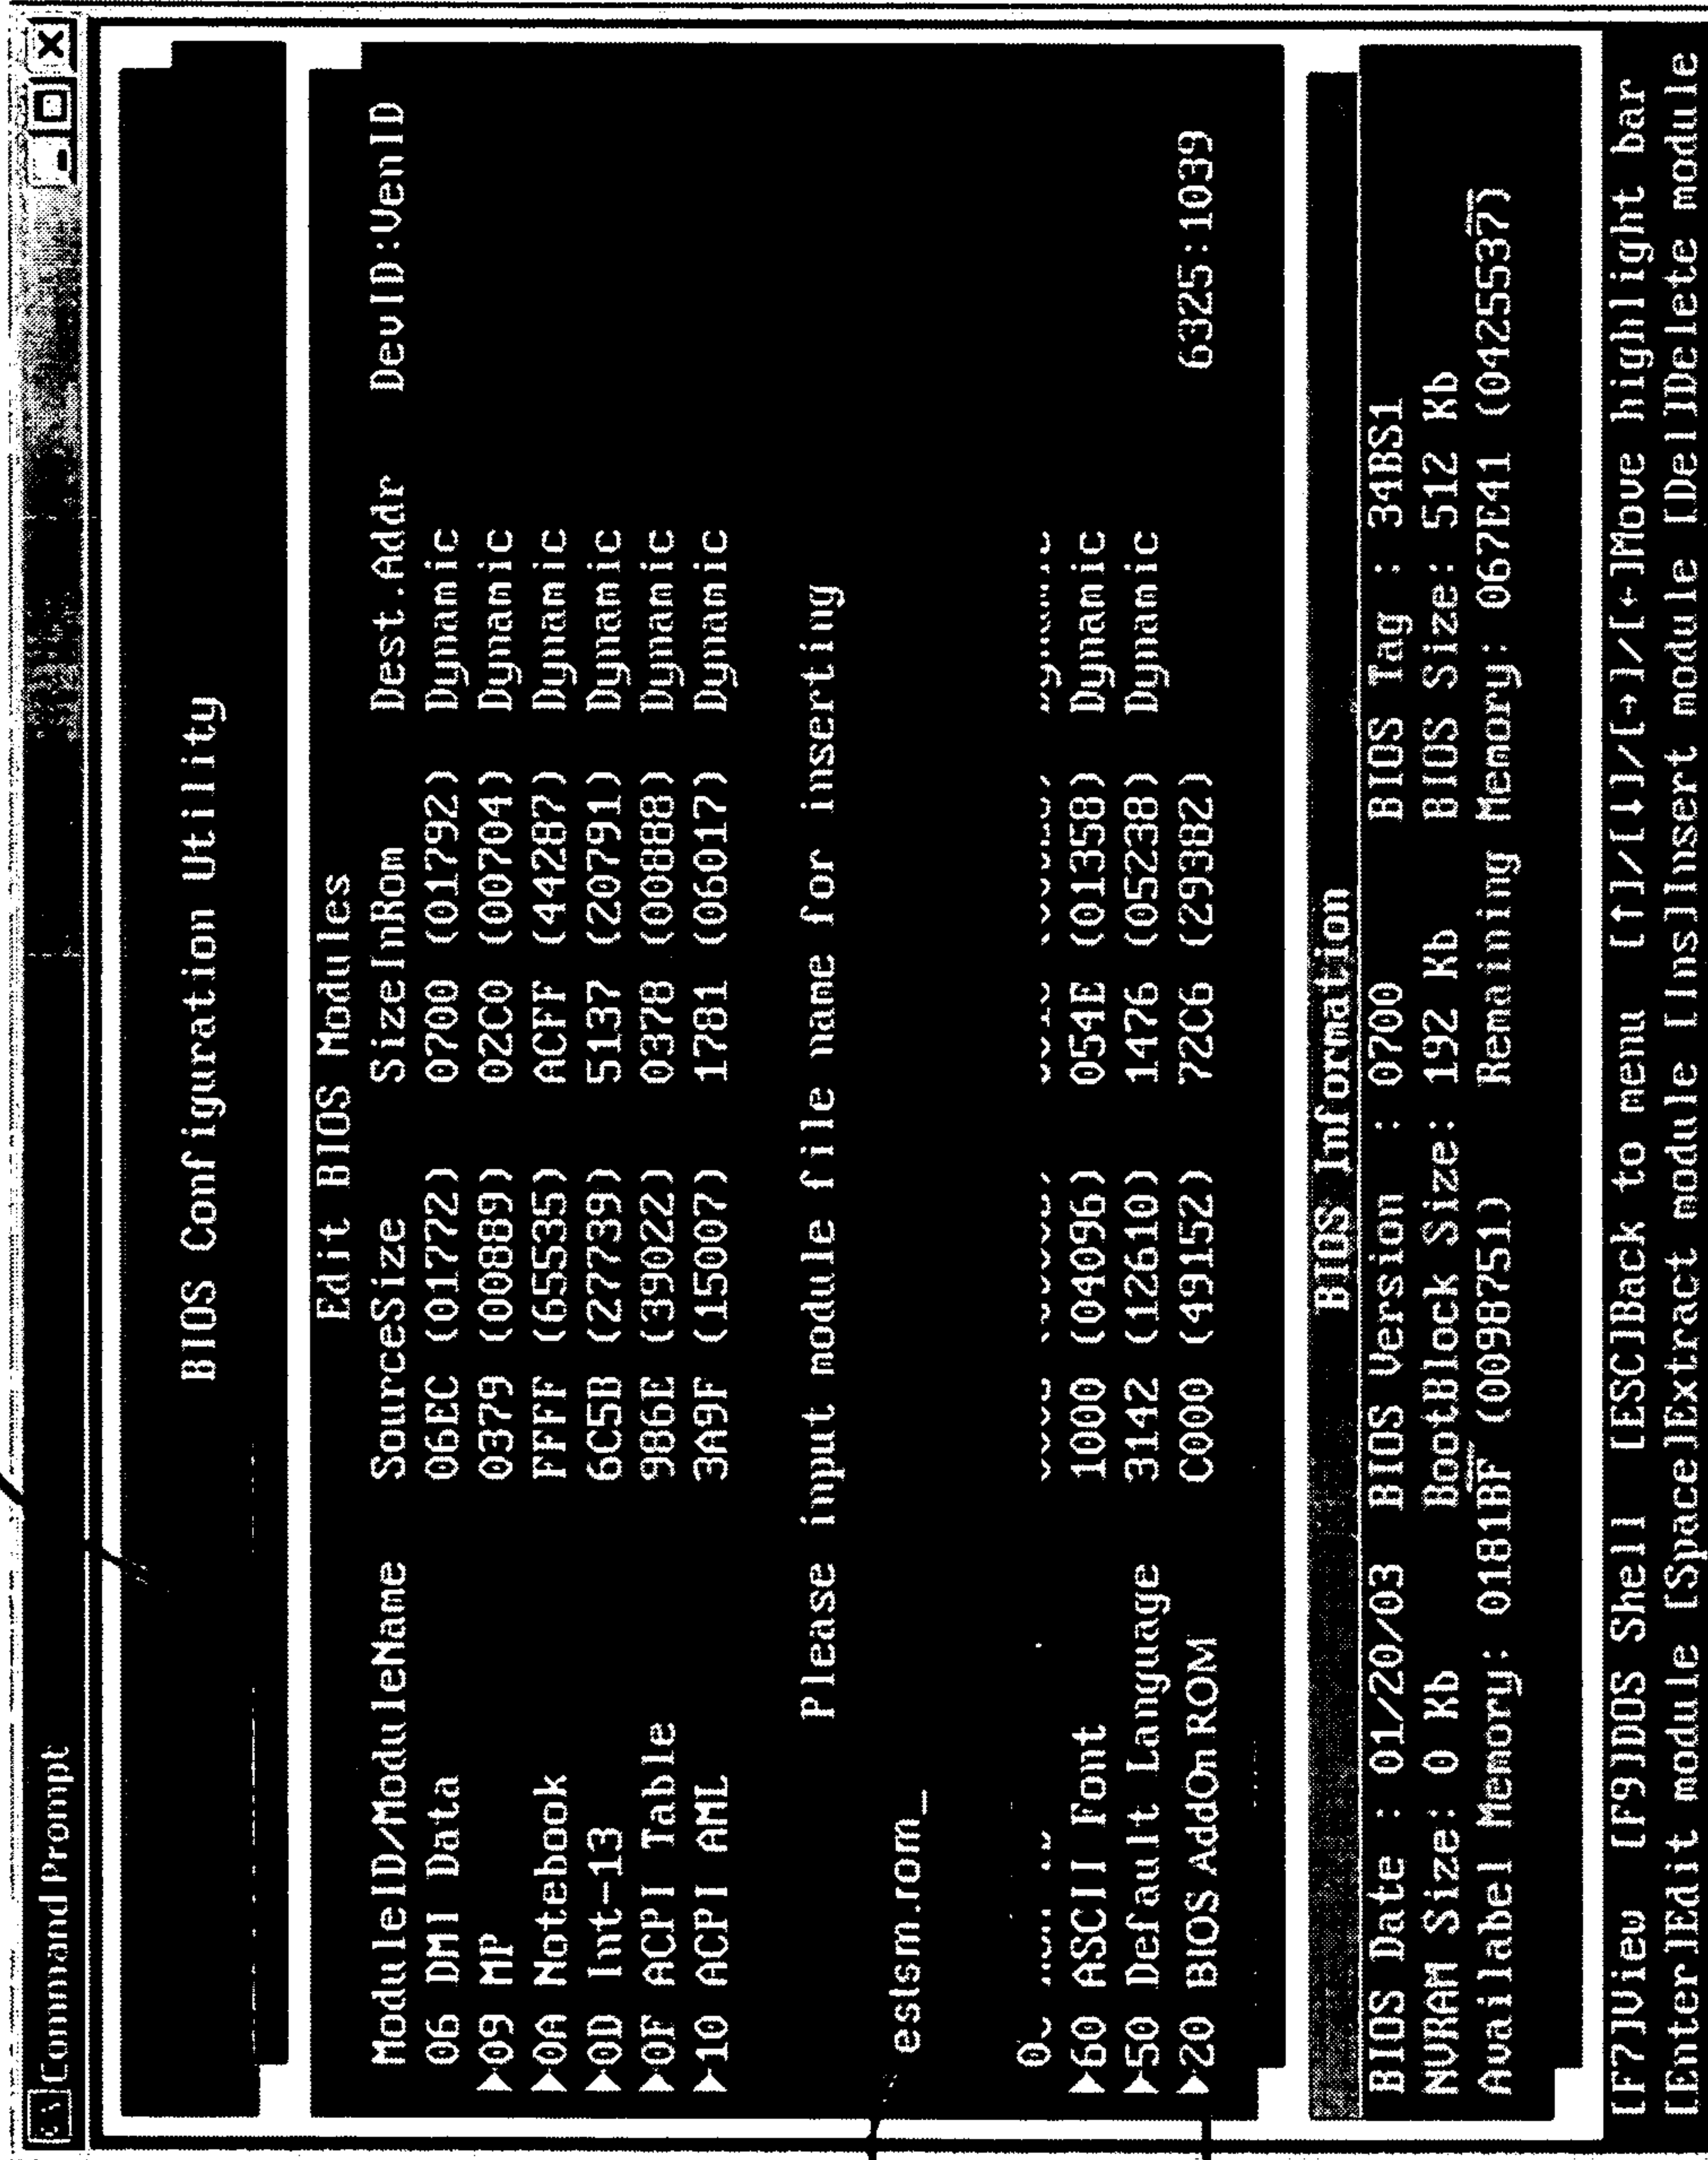 Command Prompt
BIOS Configuration Utility
Edit BIOS Modules
ModuleID/ModuleName SourceSize SizeInRom Dest.Addr DevID:VenID
06 DMI Data 06EC (01772) 0700 (01792) Dynamic
►09 MP 0379 (00889) 02C0 (00704) Dynamic
►0A Notebook FFFF (65535) ACFF (44287) Dynamic
►0D Int-13 6C5B (27739) 5137 (20791) Dynamic
►0F ACPI Table 986E (39022) 0378 (00888) Dynamic
►10 ACPI AML 3A9F (15007) 1781 (06017) Dynamic
Please input module file name for inserting
eslsm.rom_
►60 ASCII Font 1000 (04096) 054E (01358) Dynamic
►50 Default Language 3142 (12610) 1476 (05238) Dynamic
►20 BIOS AddOn ROM C000 (49152) 72C6 (29382) 6325:1039
BIOS Information
BIOS Date : 01/20/03 BIOS Version : 0700 BIOS Tag : 34BS1
NVRAM Size: 0 Kb BootBlock Size: 192 Kb BIOS Size: 512 Kb
Availabel Memory: 0181BF (0098751) Remaining Memory: 067E41 (0425537)
[F7]View [F9]DOS Shell [ESC]Back to menu [↑]/[↓]/[→]/[←]Move highlight bar
[Enter]Edit module [Space]Extract module [Ins]Insert module [Del]Delete module